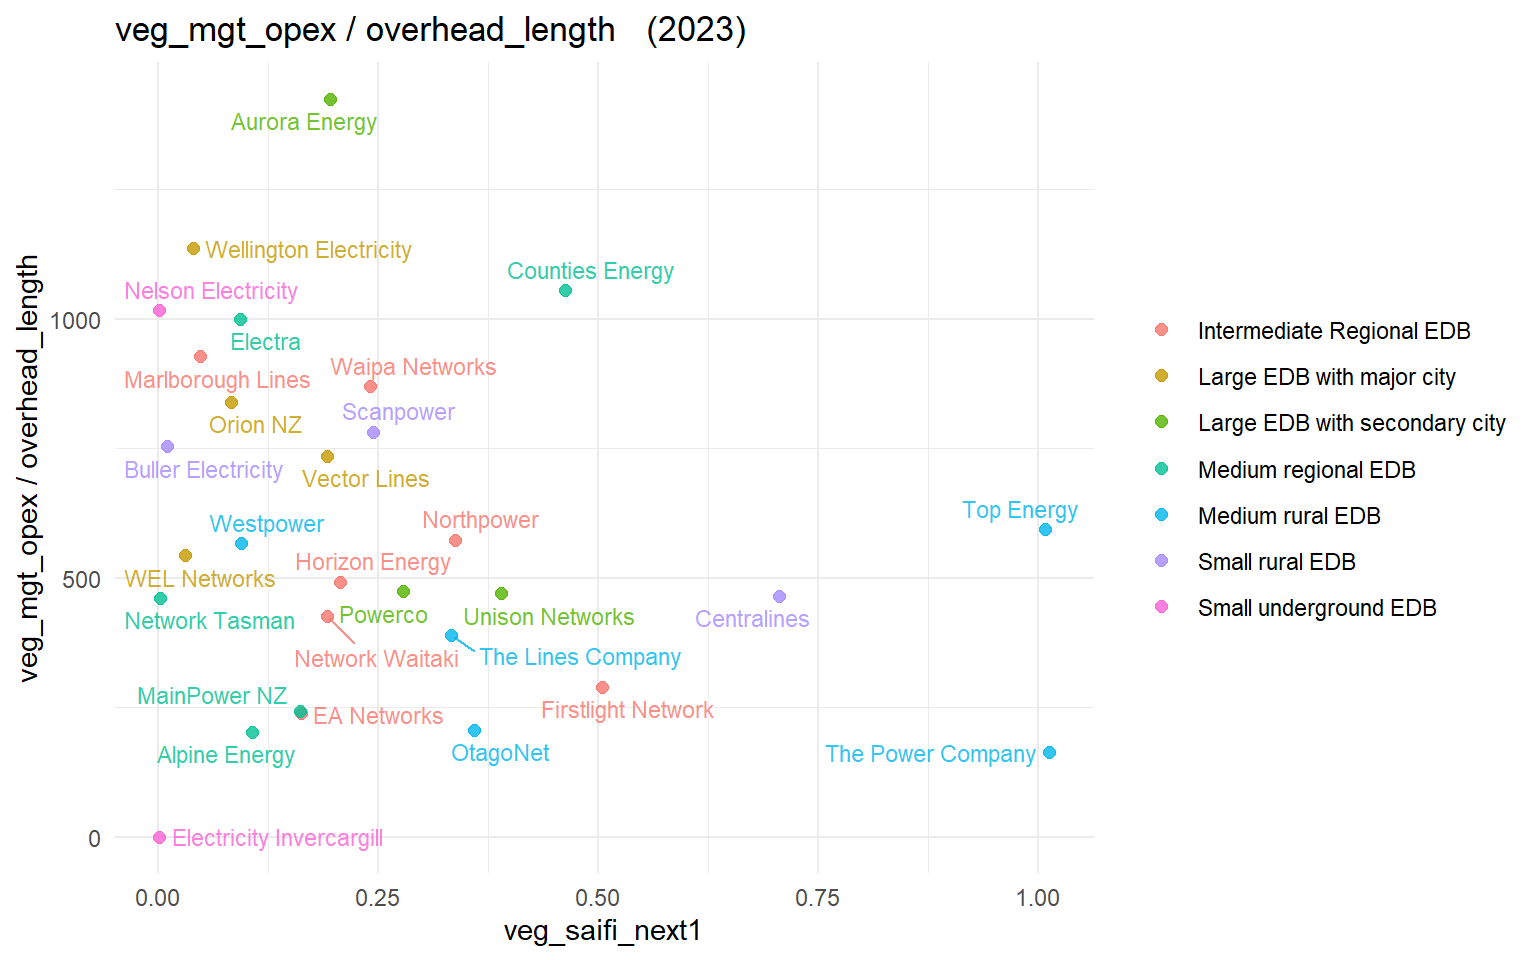 veg_mgt_opex / overhead_length (2023)
veg_mgt_opex / overhead_length
1000
500
0
Aurora Energy
Wellington Electricity
Counties Energy
Nelson Electricity
Electra
Waipa Networks
Marlborough Lines
Scanpower
Orion NZ
Buller Electricity
Vector Lines
Top Energy
Northpower
Westpower
Horizon Energy
WEL Networks
Powerco
Unison Networks
Centralines
Network Tasman
Network Waitaki
The Lines Company
MainPower NZ
Firstlight Network
EA Networks
OtagoNet
The Power Company
Alpine Energy
Electricity Invercargill
0.00
0.25
0.50
0.75
1.00
veg_saifi_next1
Intermediate Regional EDB
Large EDB with major city
Large EDB with secondary city
Medium regional EDB
Medium rural EDB
Small rural EDB
Small underground EDB